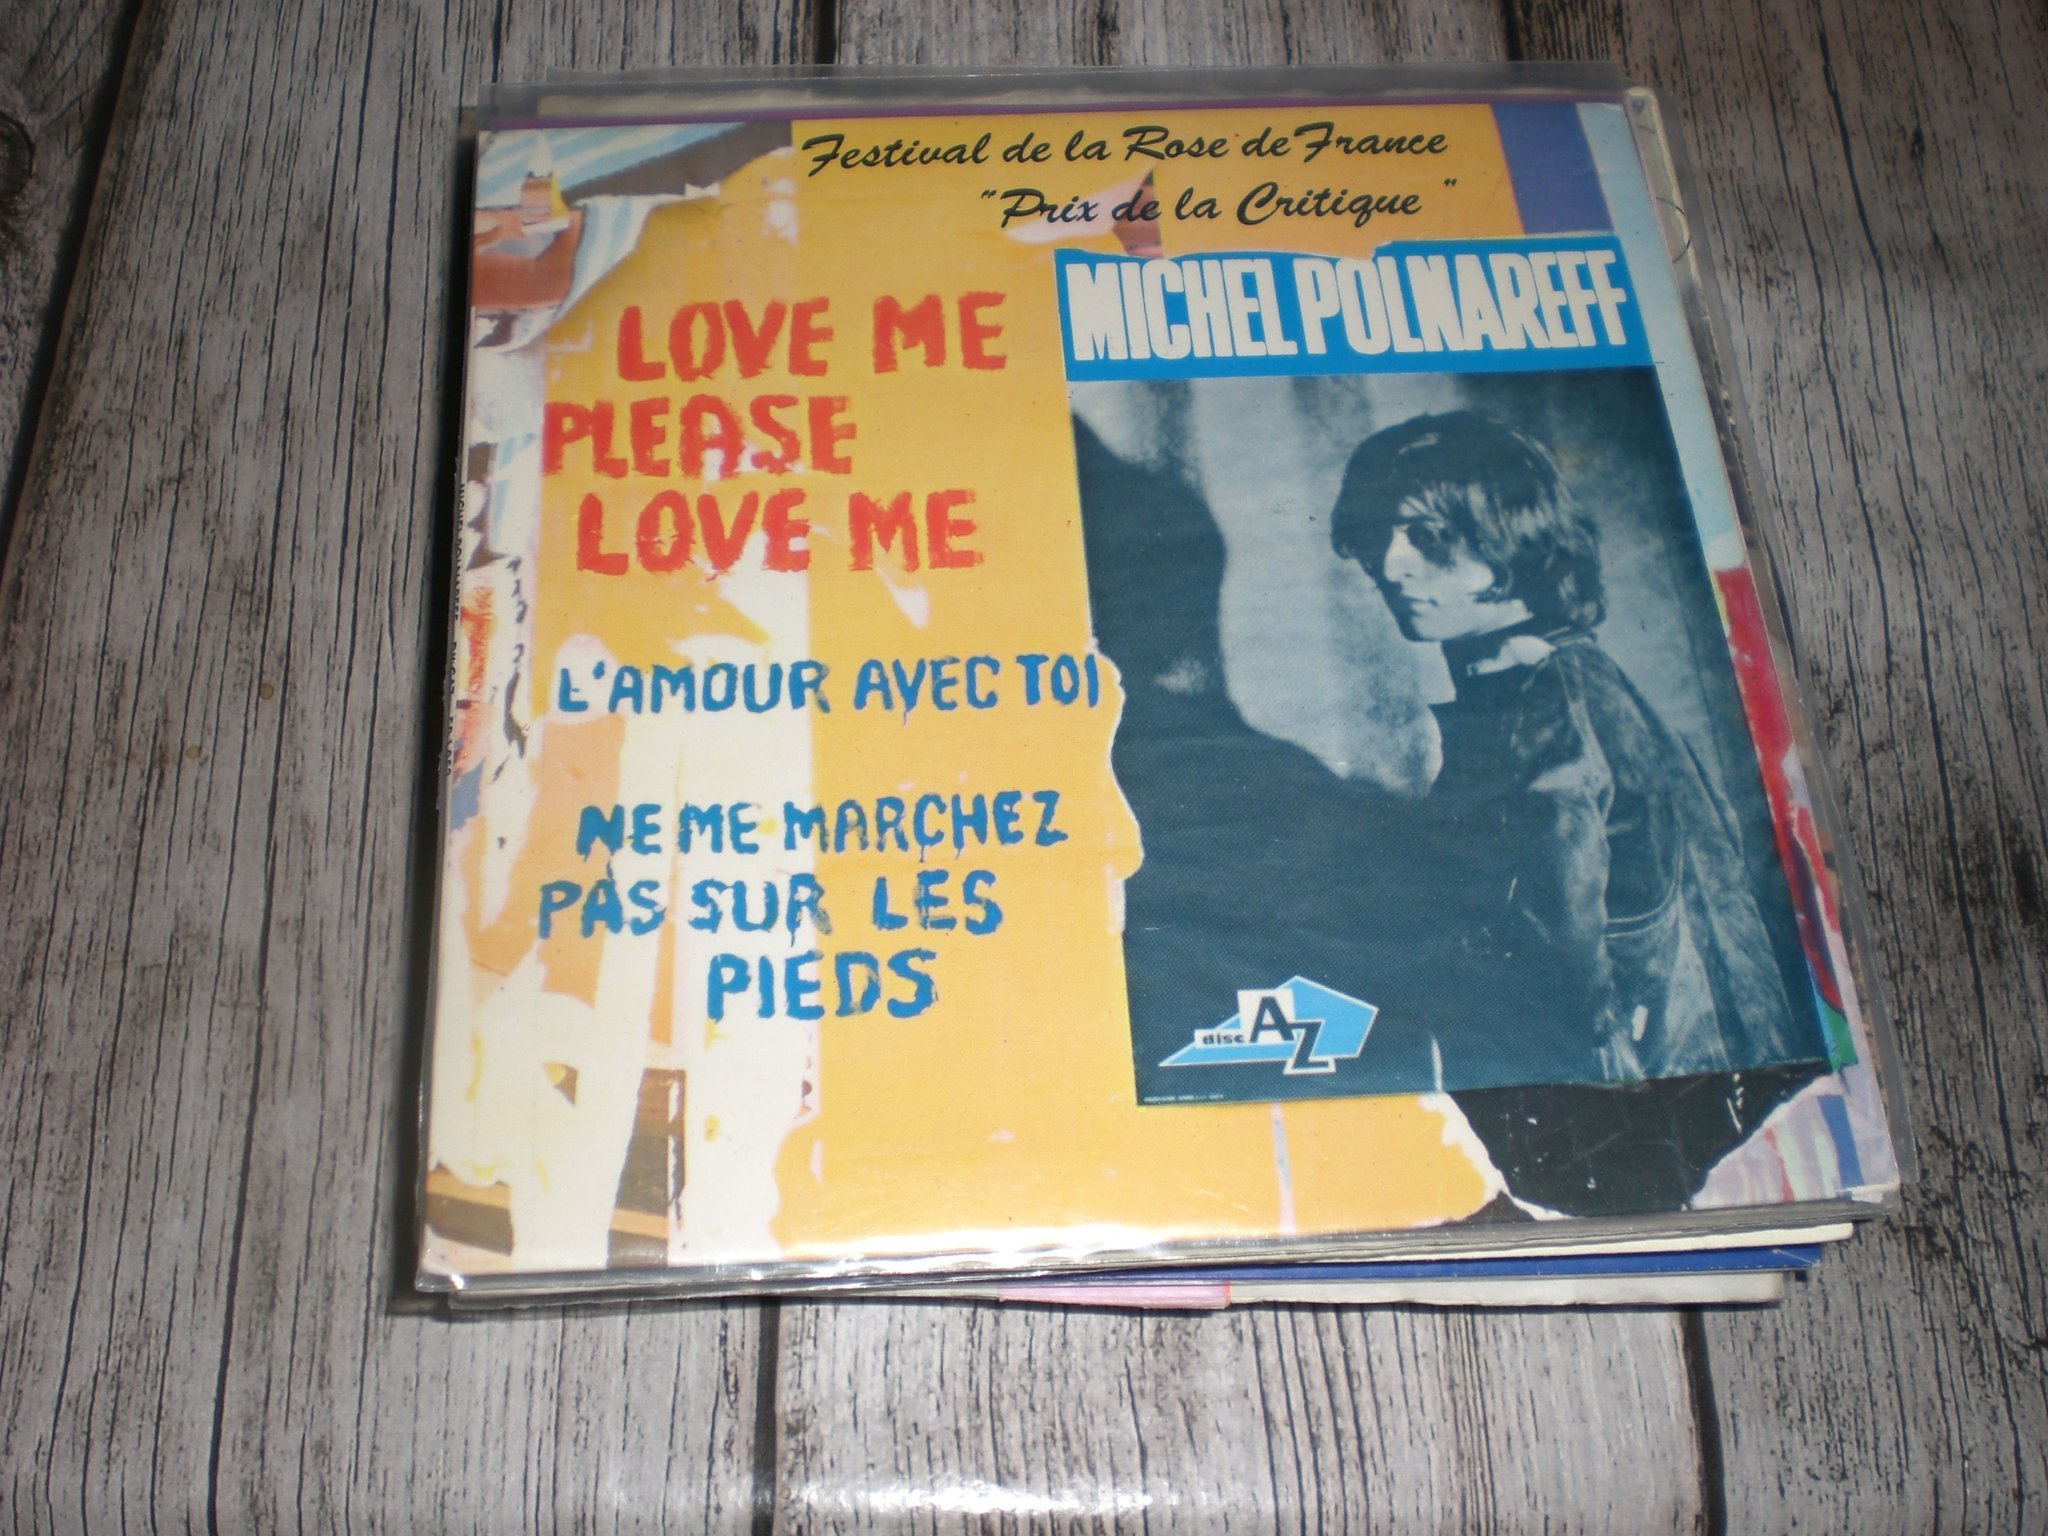 Festival de la Rose de France
"Prix de la Critique"
MICHEL POLNAREFF
LOVE ME
PLEASE
LOVE ME
L'AMOUR AVEC TOI
NE ME MARCHEZ
PAS SUR LES
PIEDS
disc AZ